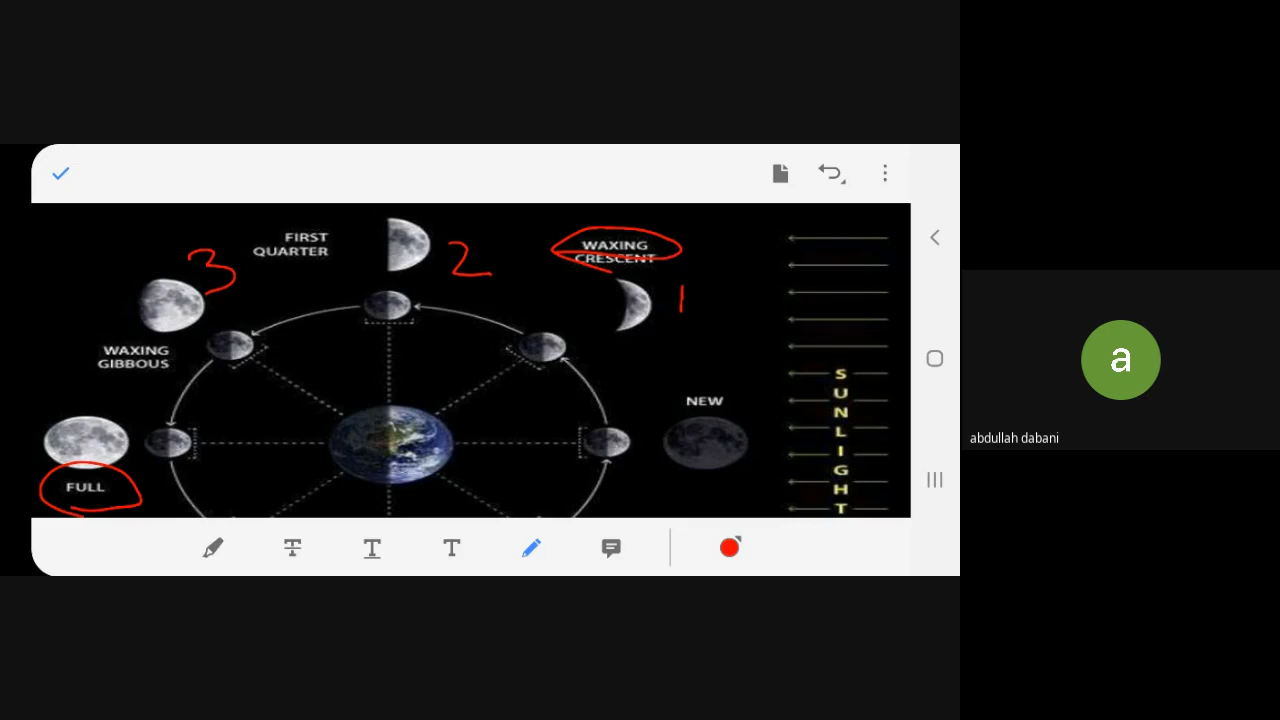 FIRST
QUARTER
2
WAXING
CRESCENT
3
1
WAXING
GIBBOUS
NEW
FULL
SUNLIGHT
a
abdullah dabani